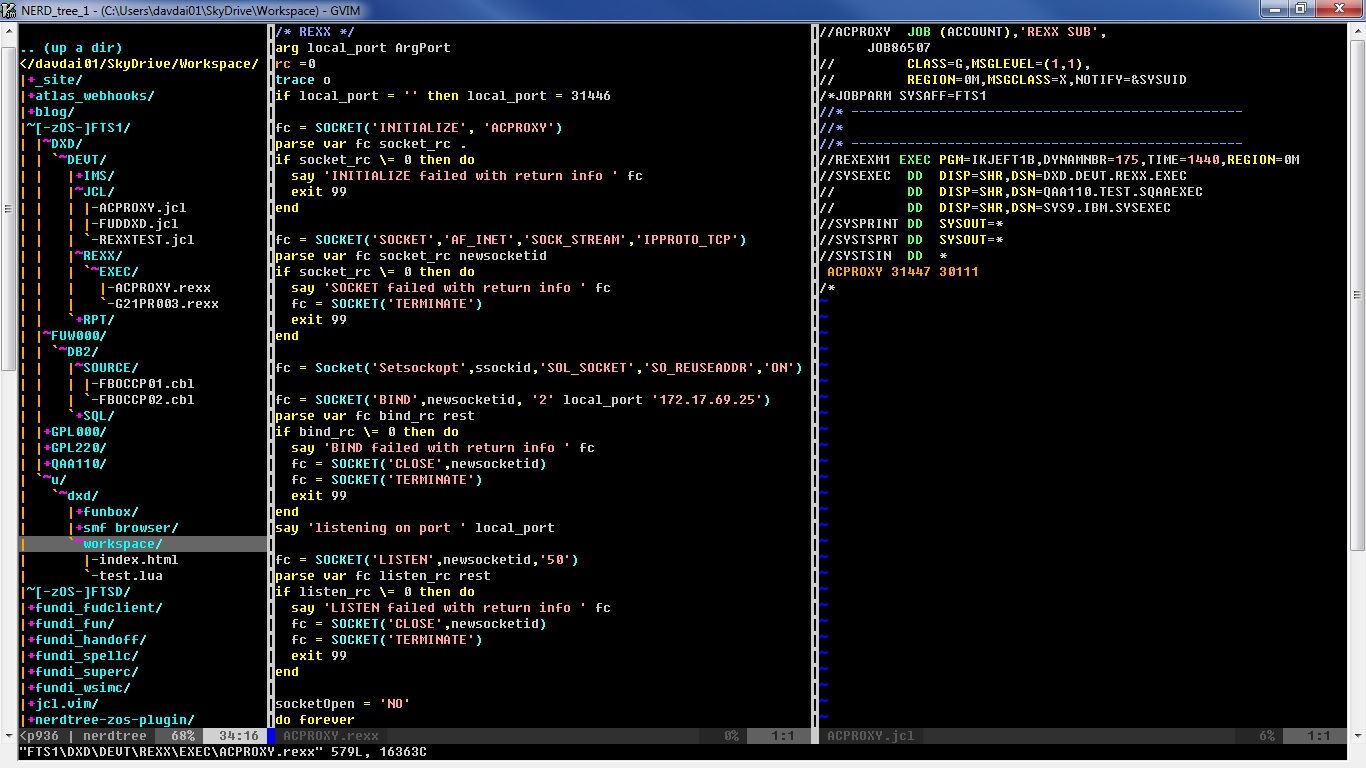 NERD_tree_1 - (C:\Users\davdai01\SkyDrive\Workspace) - GVIM
.. (up a dir)
</davdai01/SkyDrive/Workspace/
|+_site/
|+atlas_webhooks/
|+blog/
|~[-zOS-]FTS1/
| |~DXD/
| | `~DEVT/
| |   |+IMS/
| |   |~JCL/
| |   | |-ACPROXY.jcl
| |   | |-FUDDXD.jcl
| |   | `-REXXTEST.jcl
| |   |~REXX/
| |   | `~EXEC/
| |   |   |-ACPROXY.rexx
| |   |   `-G21PR003.rexx
| |   `+RPT/
| |~FUW000/
| | `~DB2/
| |   |~SOURCE/
| |   | |-FBOCCP01.cbl
| |   | `-FBOCCP02.cbl
| |   `+SQL/
| |+GPL000/
| |+GPL220/
| |+QAA110/
| `~u/
|   `~dxd/
|     |+funbox/
|     |+smf browser/
|     `~workspace/
|       |-index.html
|       `-test.lua
|~[-zOS-]FTSD/
|+fundi_fudclient/
|+fundi_fun/
|+fundi_handoff/
|+fundi_spellc/
|+fundi_superc/
|+fundi_wsimc/
|+jcl.vim/
|+nerdtree-zos-plugin/
<p936 | nerdtree 68% 34:16
/* REXX */
arg local_port ArgPort
rc =0
trace o
if local_port = '' then local_port = 31446
fc = SOCKET('INITIALIZE', 'ACPROXY')
parse var fc socket_rc .
if socket_rc \= 0 then do
  say 'INITIALIZE failed with return info ' fc
  exit 99
end
fc = SOCKET('SOCKET','AF_INET','SOCK_STREAM','IPPROTO_TCP')
parse var fc socket_rc newsocketid
if socket_rc \= 0 then do
  say 'SOCKET failed with return info ' fc
  fc = SOCKET('TERMINATE')
  exit 99
end
fc = Socket('Setsockopt',ssockid,'SOL_SOCKET','SO_REUSEADDR','ON')
fc = SOCKET('BIND',newsocketid, '2' local_port '172.17.69.25')
parse var fc bind_rc rest
if bind_rc \= 0 then do
  say 'BIND failed with return info ' fc
  fc = SOCKET('CLOSE',newsocketid)
  fc = SOCKET('TERMINATE')
  exit 99
end
say 'listening on port ' local_port
fc = SOCKET('LISTEN',newsocketid,'50')
parse var fc listen_rc rest
if listen_rc \= 0 then do
  say 'LISTEN failed with return info ' fc
  fc = SOCKET('CLOSE',newsocketid)
  fc = SOCKET('TERMINATE')
  exit 99
end
socketOpen = 'NO'
do forever
ACPROXY.rexx 0% 1:1
//ACPROXY  JOB (ACCOUNT),'REXX SUB',
      JOB86507
//         CLASS=G,MSGLEVEL=(1,1),
//         REGION=0M,MSGCLASS=X,NOTIFY=&SYSUID
/*JOBPARM SYSAFF=FTS1
//* -------------------------------------------------
//*
//* -------------------------------------------------
//REXEXM1 EXEC PGM=IKJEFT1B,DYNAMNBR=175,TIME=1440,REGION=0M
//SYSEXEC  DD  DISP=SHR,DSN=DXD.DEVT.REXX.EXEC
//         DD  DISP=SHR,DSN=QAA110.TEST.SQAAEXEC
//         DD  DISP=SHR,DSN=SYS9.IBM.SYSEXEC
//SYSPRINT DD  SYSOUT=*
//SYSTSPRT DD  SYSOUT=*
//SYSTSIN  DD  *
 ACPROXY 31447 30111
/*
ACPROXY.jcl 6% 1:1
"FTS1\DXD\DEVT\REXX\EXEC\ACPROXY.rexx" 579L, 16363C